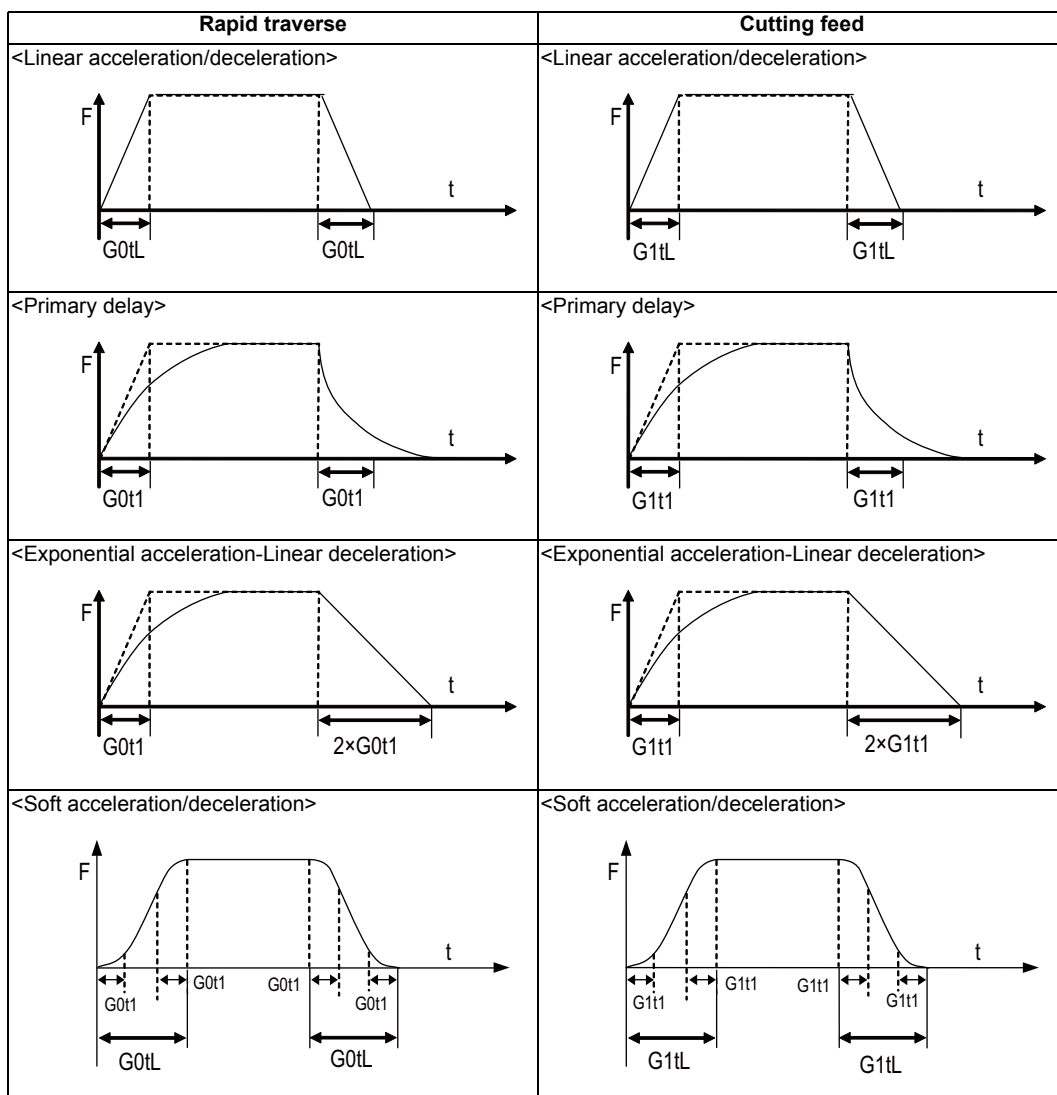 Rapid traverse
Cutting feed
<Linear acceleration/deceleration>
F
t
G0tL
G0tL
<Linear acceleration/deceleration>
F
t
G1tL
G1tL
<Primary delay>
F
t
G0t1
G0t1
<Primary delay>
F
t
G1t1
G1t1
<Exponential acceleration-Linear deceleration>
F
t
G0t1
2×G0t1
<Exponential acceleration-Linear deceleration>
F
t
G1t1
2×G1t1
<Soft acceleration/deceleration>
F
t
G0t1
G0t1
G0t1
G0t1
G0tL
G0tL
<Soft acceleration/deceleration>
F
t
G1t1
G1t1
G1t1
G1t1
G1tL
G1tL